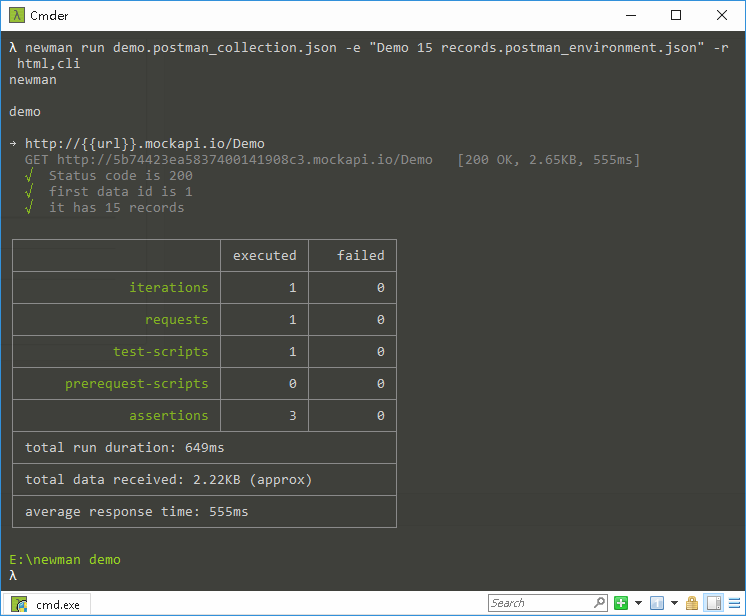 Cmder
λ newman run demo.postman_collection.json -e "Demo 15 records.postman_environment.json" -r
html,cli
newman
demo
→ http://{{url}}.mockapi.io/Demo
GET http://5b74423ea5837400141908c3.mockapi.io/Demo [200 OK, 2.65KB, 555ms]
√ Status code is 200
√ first data id is 1
√ it has 15 records
executed failed
iterations 1 0
requests 1 0
test-scripts 1 0
prerequest-scripts 0 0
assertions 3 0
total run duration: 649ms
total data received: 2.22KB (approx)
average response time: 555ms
E:\newman demo
λ
cmd.exe Search